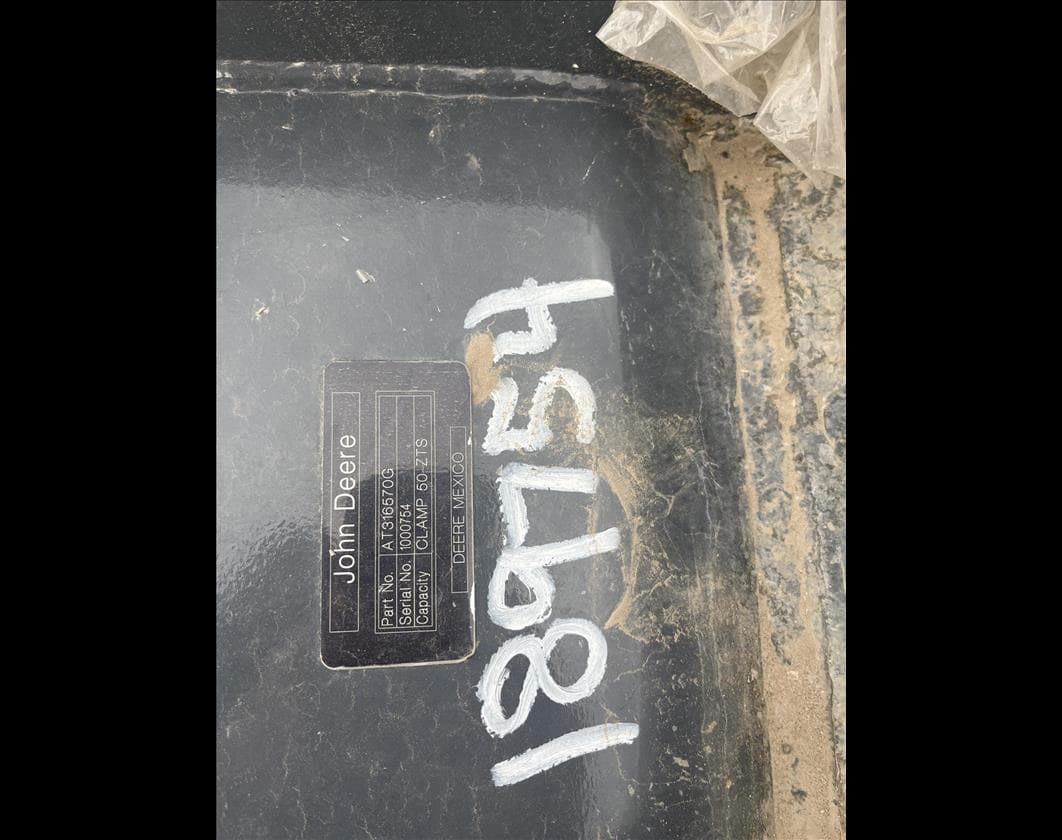 John Deere
Part No. AT316570G
Serial No. 1000754
Capacity CLAMP 50-ZTS
DEERE MEXICO
189754